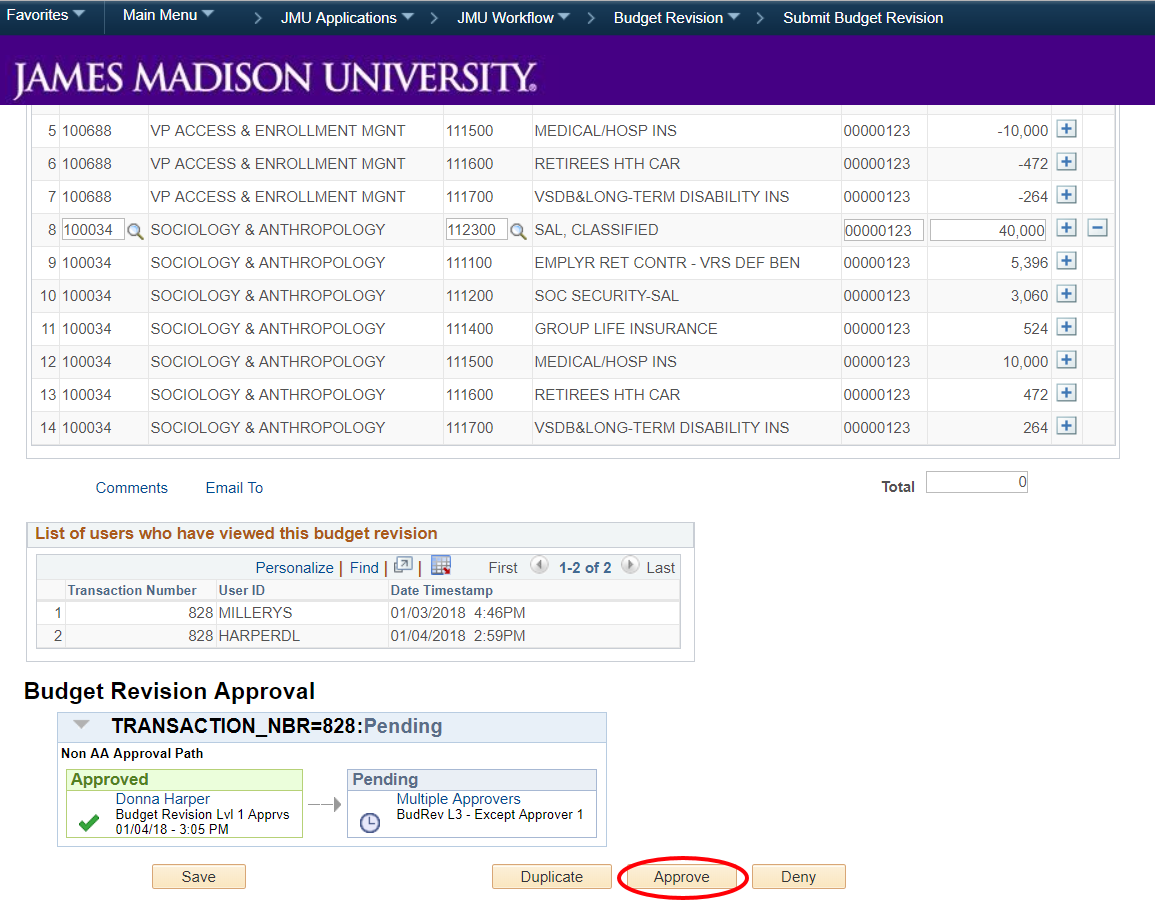 Favorites Main Menu > JMU Applications > JMU Workflow > Budget Revision > Submit Budget Revision
JAMES MADISON UNIVERSITY.
5 100688 VP ACCESS & ENROLLMENT MGNT 111500 MEDICAL/HOSP INS 00000123 -10,000
6 100688 VP ACCESS & ENROLLMENT MGNT 111600 RETIREES HTH CAR 00000123 -472
7 100688 VP ACCESS & ENROLLMENT MGNT 111700 VSDB&LONG-TERM DISABILITY INS 00000123 -264
8 100034 SOCIOLOGY & ANTHROPOLOGY 112300 SAL, CLASSIFIED 00000123 40,000
9 100034 SOCIOLOGY & ANTHROPOLOGY 111100 EMPLYR RET CONTR - VRS DEF BEN 00000123 5,396
10 100034 SOCIOLOGY & ANTHROPOLOGY 111200 SOC SECURITY-SAL 00000123 3,060
11 100034 SOCIOLOGY & ANTHROPOLOGY 111400 GROUP LIFE INSURANCE 00000123 524
12 100034 SOCIOLOGY & ANTHROPOLOGY 111500 MEDICAL/HOSP INS 00000123 10,000
13 100034 SOCIOLOGY & ANTHROPOLOGY 111600 RETIREES HTH CAR 00000123 472
14 100034 SOCIOLOGY & ANTHROPOLOGY 111700 VSDB&LONG-TERM DISABILITY INS 00000123 264
Comments Email To Total 0
List of users who have viewed this budget revision
Personalize | Find | | First 1-2 of 2 Last
Transaction Number User ID Date Timestamp
1 828 MILLERYS 01/03/2018 4:46PM
2 828 HARPERDL 01/04/2018 2:59PM
Budget Revision Approval
TRANSACTION_NBR=828:Pending
Non AA Approval Path
Approved
Donna Harper
Budget Revision Lvl 1 Apprvs
01/04/18 - 3:05 PM
Pending
Multiple Approvers
BudRev L3 - Except Approver 1
Save Duplicate Approve Deny